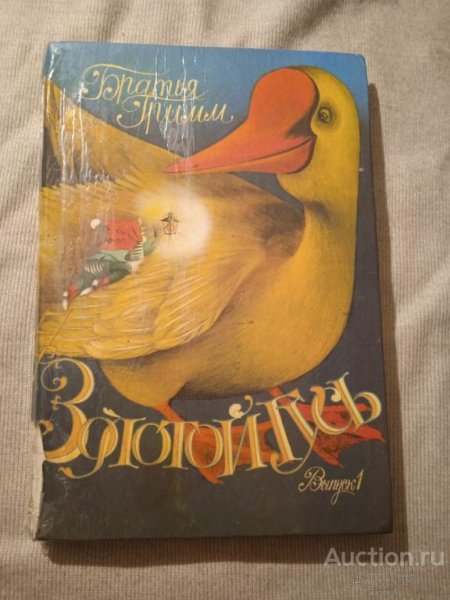 Братья
Гримм
Золотой Гусь
Выпуск 1
Auction.ru